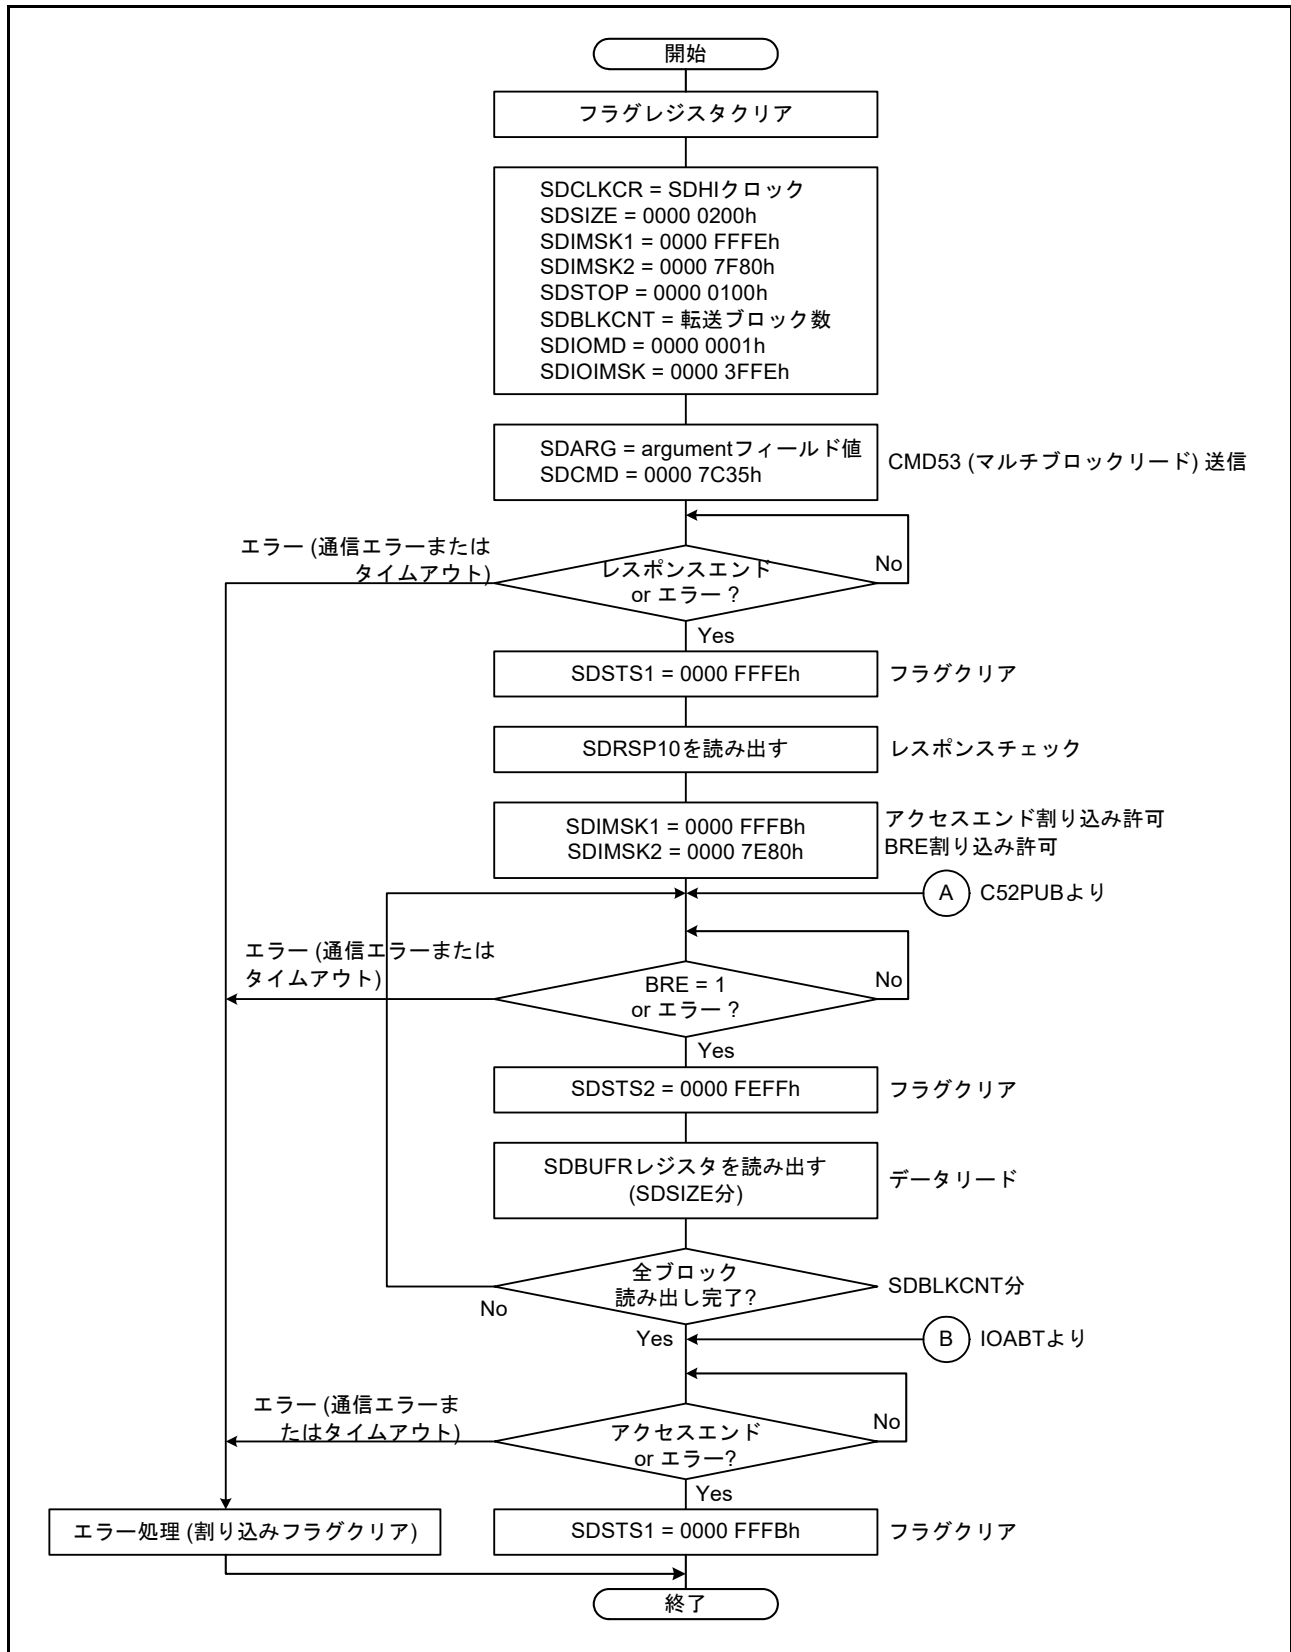 開始
フラグレジスタクリア
SDCLKCR = SDHIクロック
SDSIZE = 0000 0200h
SDIMSK1 = 0000 FFFEh
SDIMSK2 = 0000 7F80h
SDSTOP = 0000 0100h
SDBLKCNT = 転送ブロック数
SDIOMD = 0000 0001h
SDIOIMSK = 0000 3FFEh
SDARG = argumentフィールド値
SDCMD = 0000 7C35h
CMD53 (マルチブロックリード) 送信
エラー (通信エラーまたは
タイムアウト)
レスポンスエンド
or エラー ?
No
Yes
SDSTS1 = 0000 FFFEh
フラグクリア
SDRSP10を読み出す
レスポンスチェック
SDIMSK1 = 0000 FFFBh
SDIMSK2 = 0000 7E80h
アクセスエンド割り込み許可
BRE割り込み許可
A
C52PUBより
エラー (通信エラーまたは
タイムアウト)
BRE = 1
or エラー ?
No
Yes
SDSTS2 = 0000 FEFFh
フラグクリア
SDBUFRレジスタを読み出す
(SDSIZE分)
データリード
全ブロック
読み出し完了?
SDBLKCNT分
No
Yes
B
IOABTより
エラー (通信エラーま
たはタイムアウト)
アクセスエンド
or エラー?
No
Yes
エラー処理 (割り込みフラグクリア)
SDSTS1 = 0000 FFFBh
フラグクリア
終了